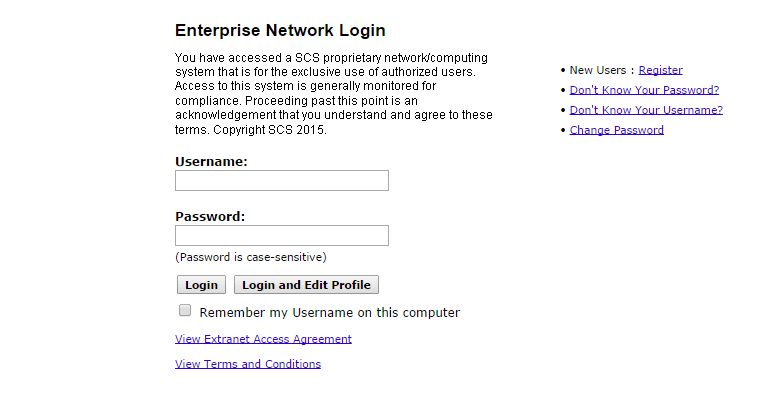 Enterprise Network Login
You have accessed a SCS proprietary network/computing
system that is for the exclusive use of authorized users.
Access to this system is generally monitored for
compliance. Proceeding past this point is an
acknowledgement that you understand and agree to these
terms. Copyright SCS 2015.
Username:
Password:
(Password is case-sensitive)
Login Login and Edit Profile
Remember my Username on this computer
View Extranet Access Agreement
View Terms and Conditions
• New Users : Register
• Don't Know Your Password?
• Don't Know Your Username?
• Change Password